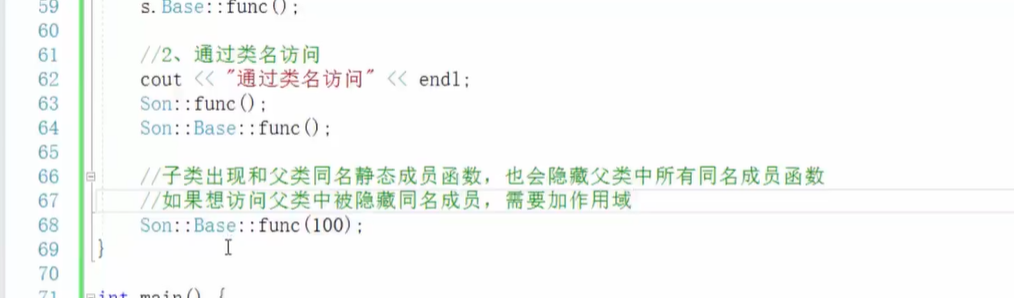 59 s.Base::func();
60
61 //2、通过类名访问
62 cout << "通过类名访问" << endl;
63 Son::func();
64 Son::Base::func();
65
66 //子类出现和父类同名静态成员函数，也会隐藏父类中所有同名成员函数
67 //如果想访问父类中被隐藏同名成员，需要加作用域
68 Son::Base::func(100);
69 }
70
71 int main() {